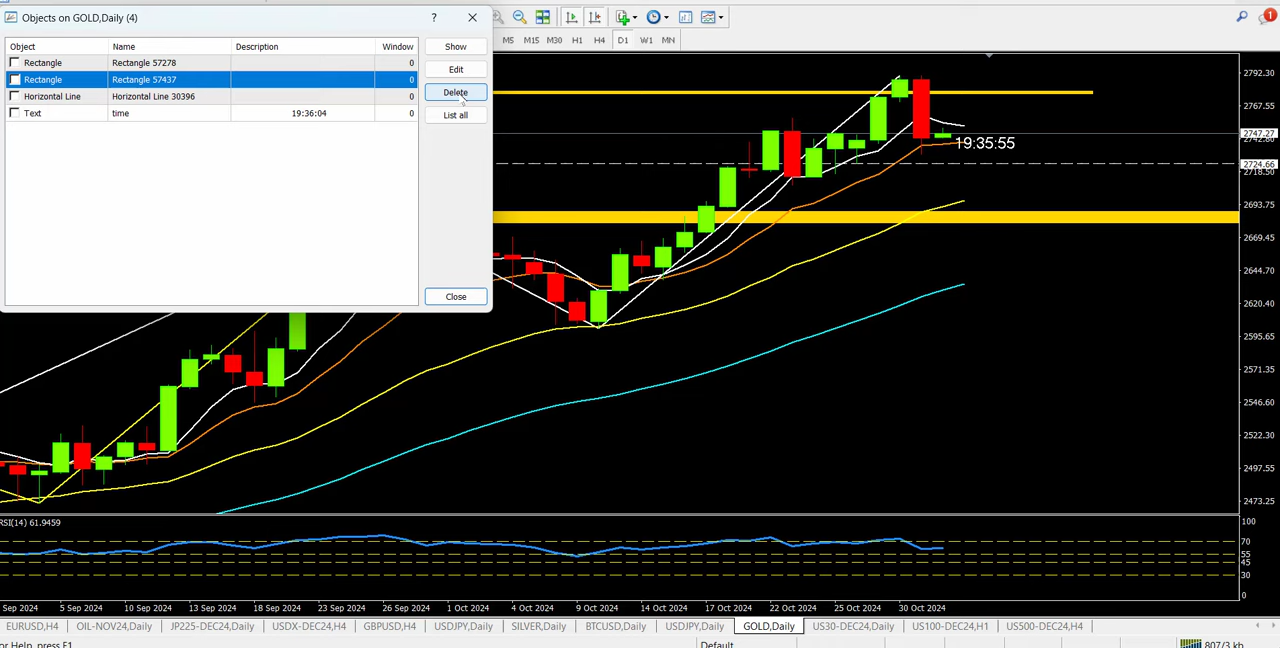 Objects on GOLD,Daily (4)
?
Object Name Description Window
Rectangle Rectangle 57278 0
Rectangle Rectangle 57437 0
Horizontal Line Horizontal Line 30396 0
Text time 19:36:04 0
Show
Edit
Delete
List all
Close
1
M5 M15 M30 H1 H4 D1 W1 MN
2792.30
2767.55
2747.27
2724.66
2718.50
2693.75
2669.45
2644.70
2620.40
2595.65
2571.35
2546.60
2522.30
2497.55
2473.25
19:35:55
RSI(14) 61.9459
100
70
55
45
30
0
Sep 2024 5 Sep 2024 10 Sep 2024 13 Sep 2024 18 Sep 2024 23 Sep 2024 26 Sep 2024 1 Oct 2024 4 Oct 2024 9 Oct 2024 14 Oct 2024 17 Oct 2024 22 Oct 2024 25 Oct 2024 30 Oct 2024
EURUSD,H4 OIL-NOV24,Daily JP225-DEC24,Daily USDX-DEC24,H4 GBPUSD,H4 USDJPY,Daily SILVER,Daily BTCUSD,Daily USDJPY,Daily GOLD,Daily US30-DEC24,Daily US100-DEC24,H1 US500-DEC24,H4
or Help, press F1 Default 807/3 kb